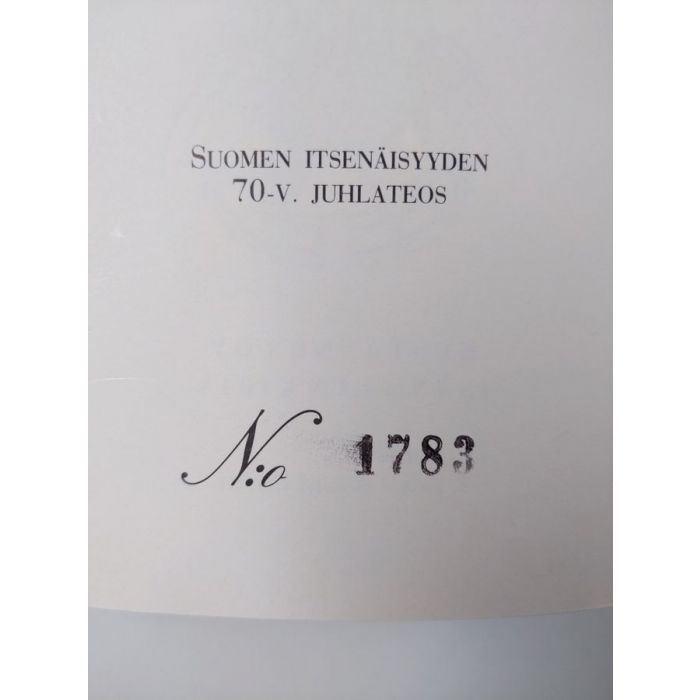 SUOMEN ITSENÄISYYDEN
70-V. JUHLATEOS
N:o 1783